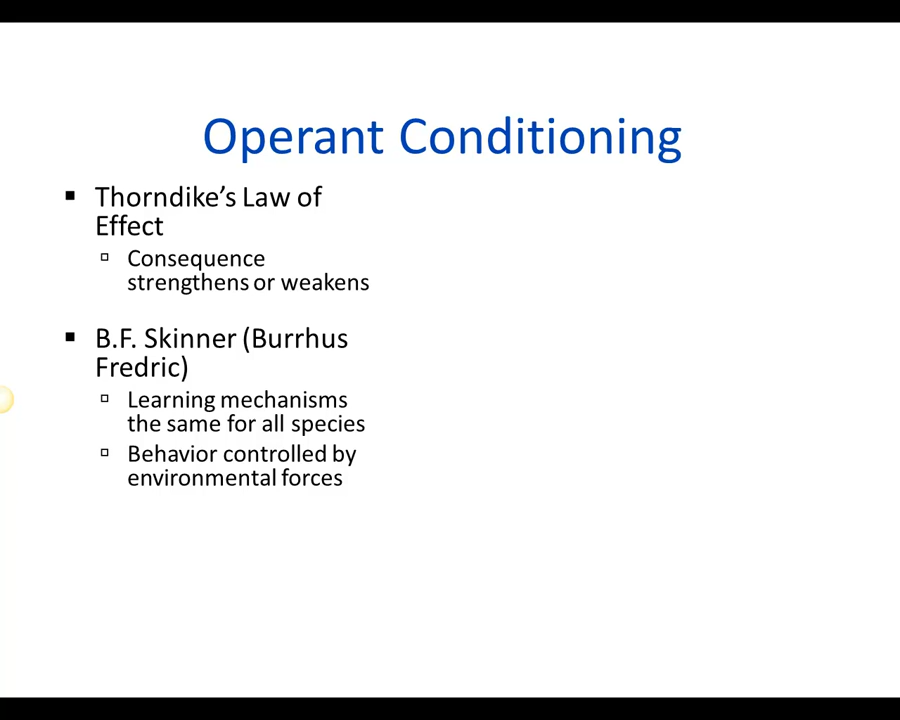 Operant Conditioning
▪ Thorndike’s Law of
Effect
▫ Consequence
strengthens or weakens
▪ B.F. Skinner (Burrhus
Fredric)
▫ Learning mechanisms
the same for all species
▫ Behavior controlled by
environmental forces